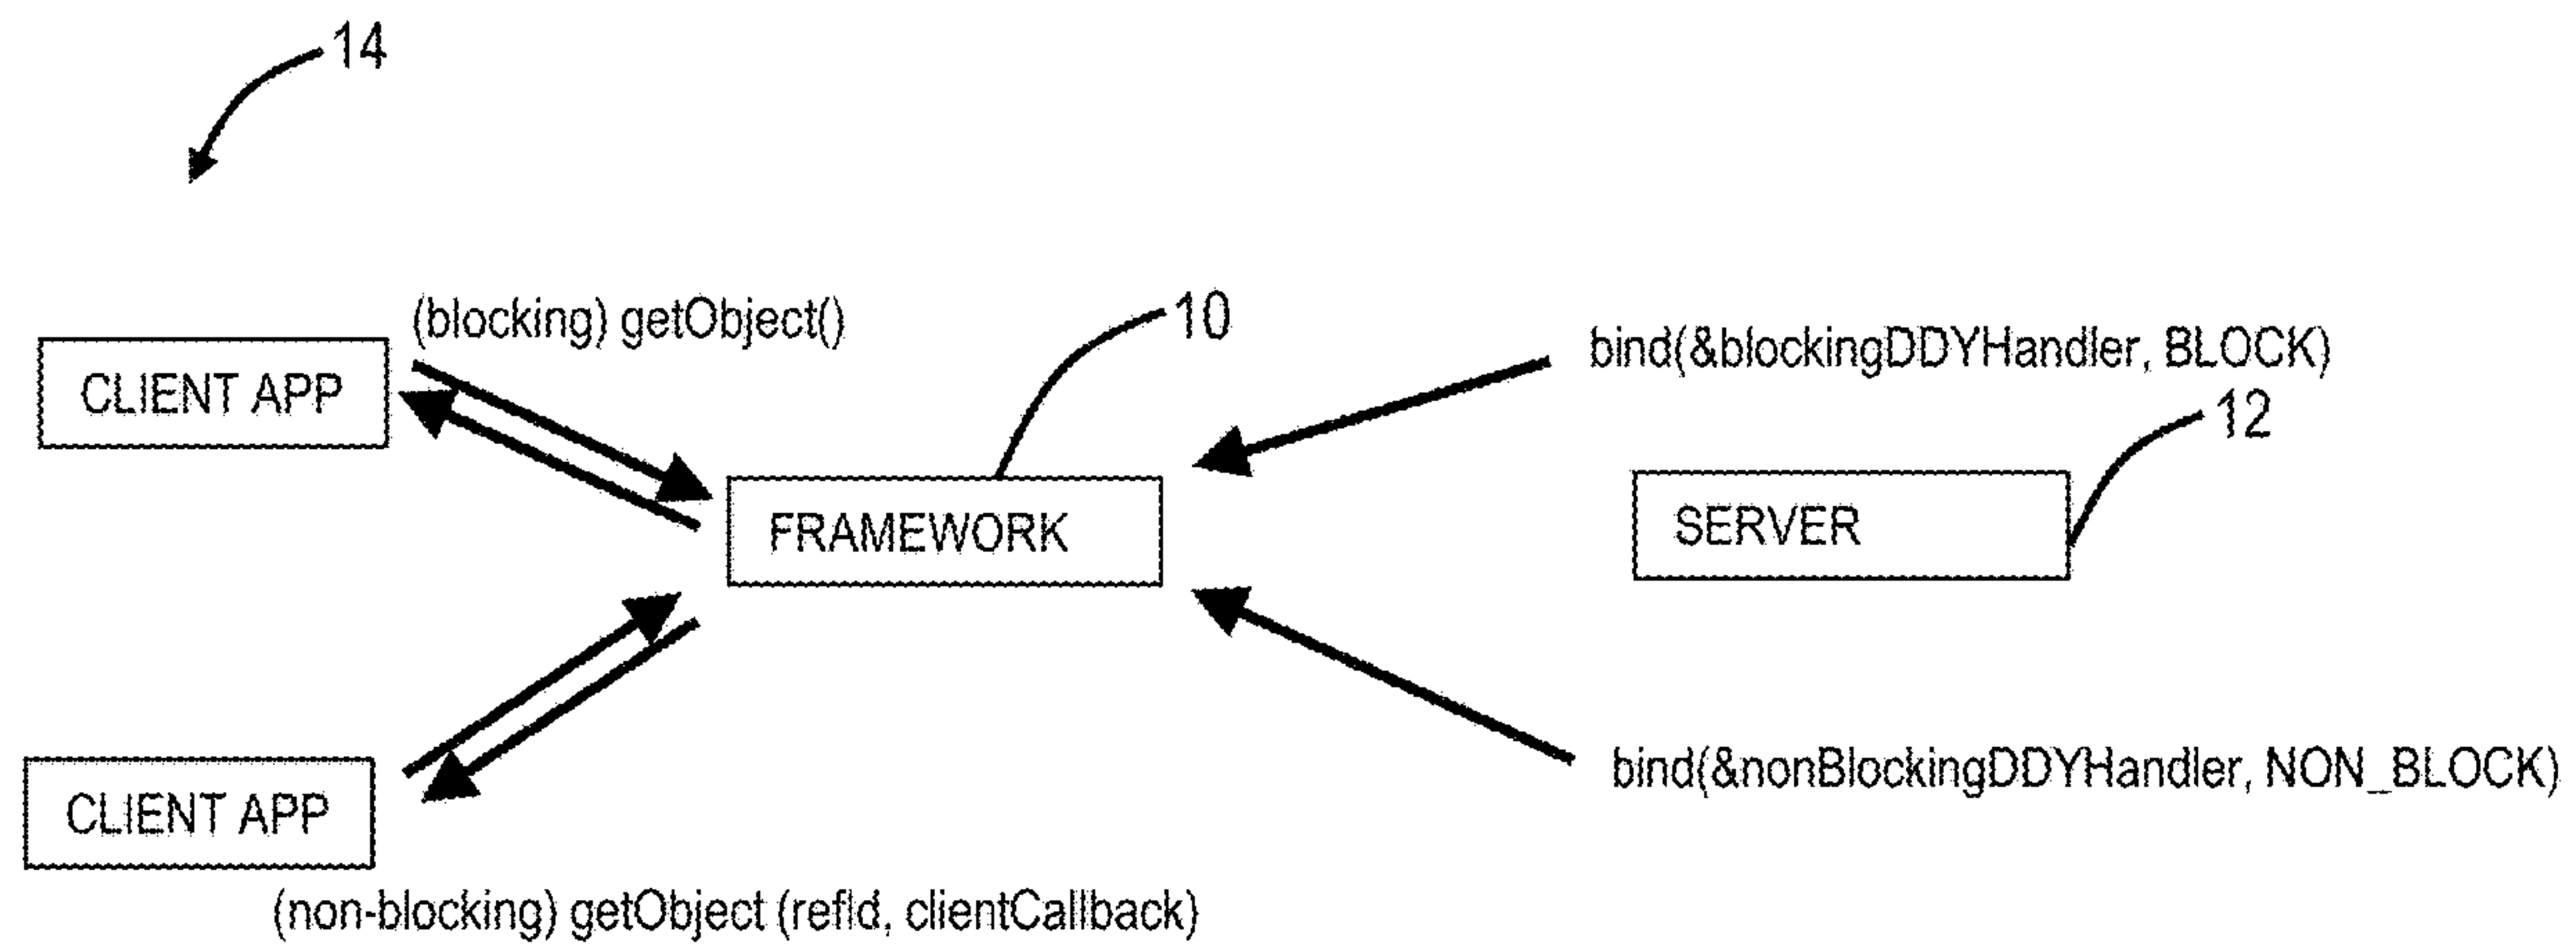 14
(blocking) getObject()
10
bind(&blockingDDYHandler, BLOCK)
CLIENT APP
12
FRAMEWORK
SERVER
bind(&nonBlockingDDYHandler, NON_BLOCK)
CLIENT APP
(non-blocking) getObject (refId, clientCallback)